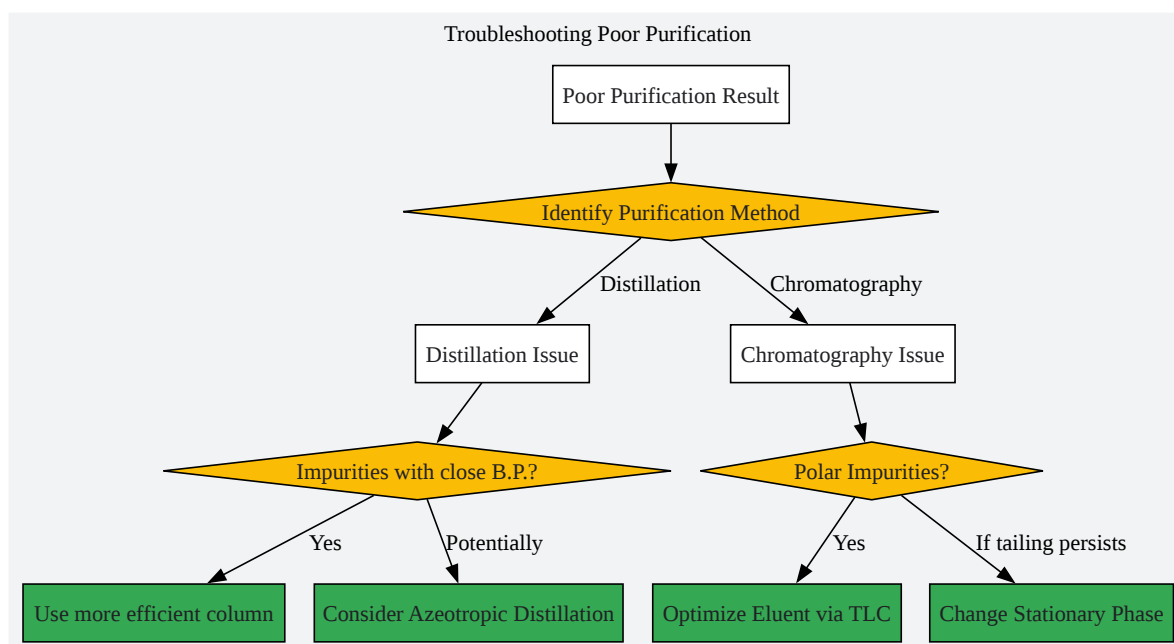 Troubleshooting Poor Purification
Poor Purification Result
Identify Purification Method
Distillation
Chromatography
Distillation Issue
Chromatography Issue
Impurities with close B.P.?
Polar Impurities?
Yes
Potentially
Yes
If tailing persists
Use more efficient column
Consider Azeotropic Distillation
Optimize Eluent via TLC
Change Stationary Phase